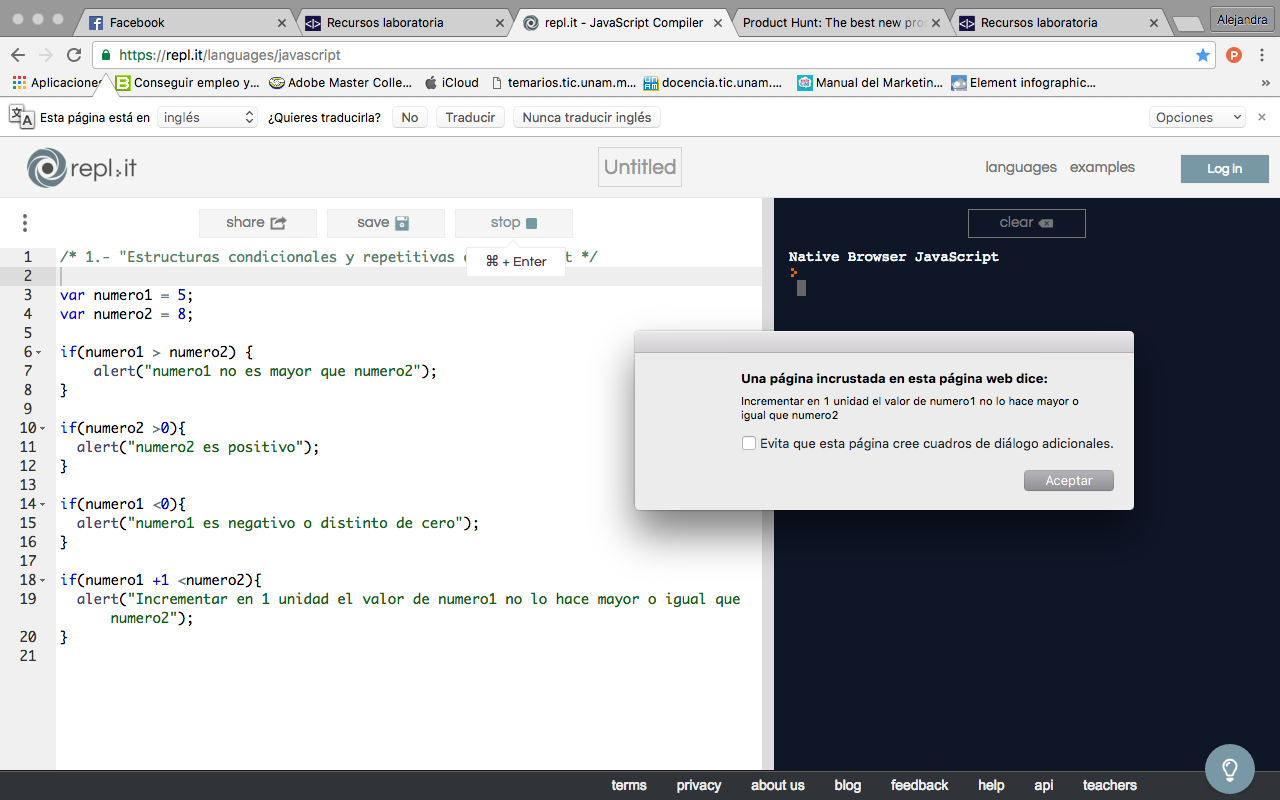 Facebook
Recursos laboratoria
repl.it - JavaScript Compiler
Product Hunt: The best new pro
Recursos laboratoria
Alejandra
https://repl.it/languages/javascript
Aplicaciones
Conseguir empleo y...
Adobe Master Colle...
iCloud
temarios.tic.unam.m...
docencia.tic.unam....
Manual del Marketin...
Element infographic...
»
Esta página está en
inglés
¿Quieres traducirla?
No
Traducir
Nunca traducir inglés
Opciones
repl.it
Untitled
languages
examples
Log in
share
save
stop
clear
⌘ + Enter
1 /* 1.- "Estructuras condicionales y repetitivas */
2
3 var numero1 = 5;
4 var numero2 = 8;
5
6 if(numero1 > numero2) {
7 alert("numero1 no es mayor que numero2");
8 }
9
10 if(numero2 >0){
11 alert("numero2 es positivo");
12 }
13
14 if(numero1 <0){
15 alert("numero1 es negativo o distinto de cero");
16 }
17
18 if(numero1 +1 <numero2){
19 alert("Incrementar en 1 unidad el valor de numero1 no lo hace mayor o igual que
numero2");
20 }
21
Native Browser JavaScript
>
Una página incrustada en esta página web dice:
Incrementar en 1 unidad el valor de numero1 no lo hace mayor o
igual que numero2
Evita que esta página cree cuadros de diálogo adicionales.
Aceptar
terms
privacy
about us
blog
feedback
help
api
teachers